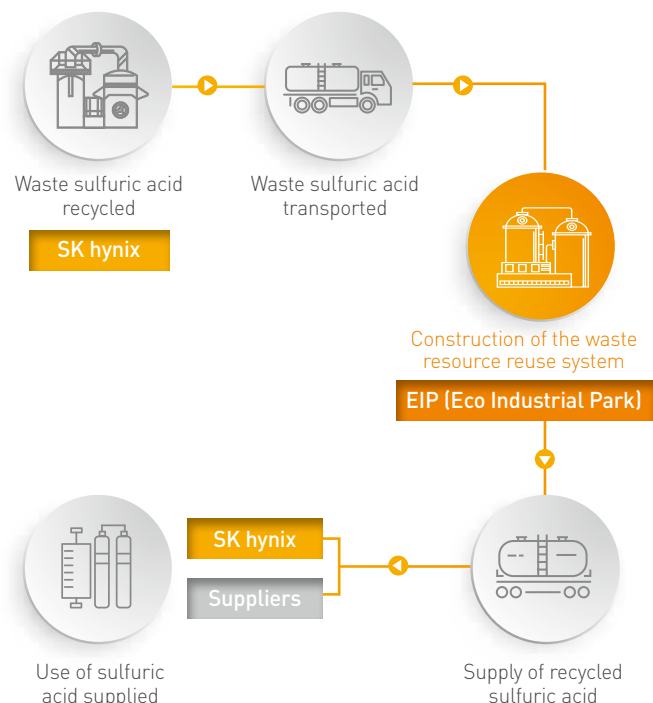 Waste sulfuric acid
recycled
SK hynix
Waste sulfuric acid
transported
Construction of the waste
resource reuse system
EIP (Eco Industrial Park)
Supply of recycled
sulfuric acid
SK hynix
Suppliers
Use of sulfuric
acid supplied